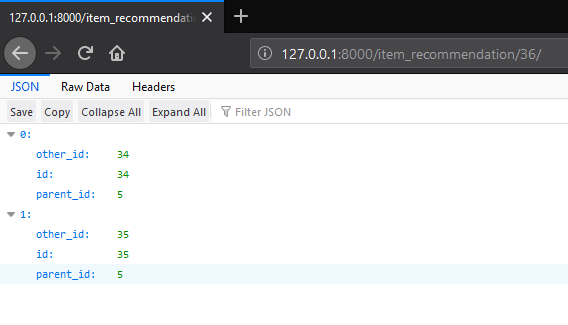 127.0.0.1:8000/item_recommendati
127.0.0.1:8000/item_recommendation/36/
JSON Raw Data Headers
Save Copy Collapse All Expand All Filter JSON
0:
other_id: 34
id: 34
parent_id: 5
1:
other_id: 35
id: 35
parent_id: 5